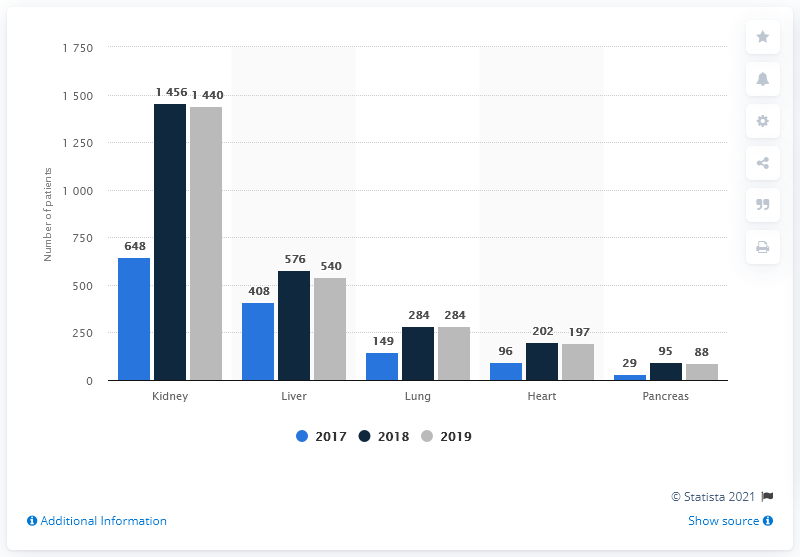 1 750
1 500
1 250
1 000
750
500
250
0
Number of patients
648
1 456
1 440
408
576
540
149
284
284
96
202
197
29
95
88
Kidney
Liver
Lung
Heart
Pancreas
2017
2018
2019
© Statista 2021
Additional Information
Show source